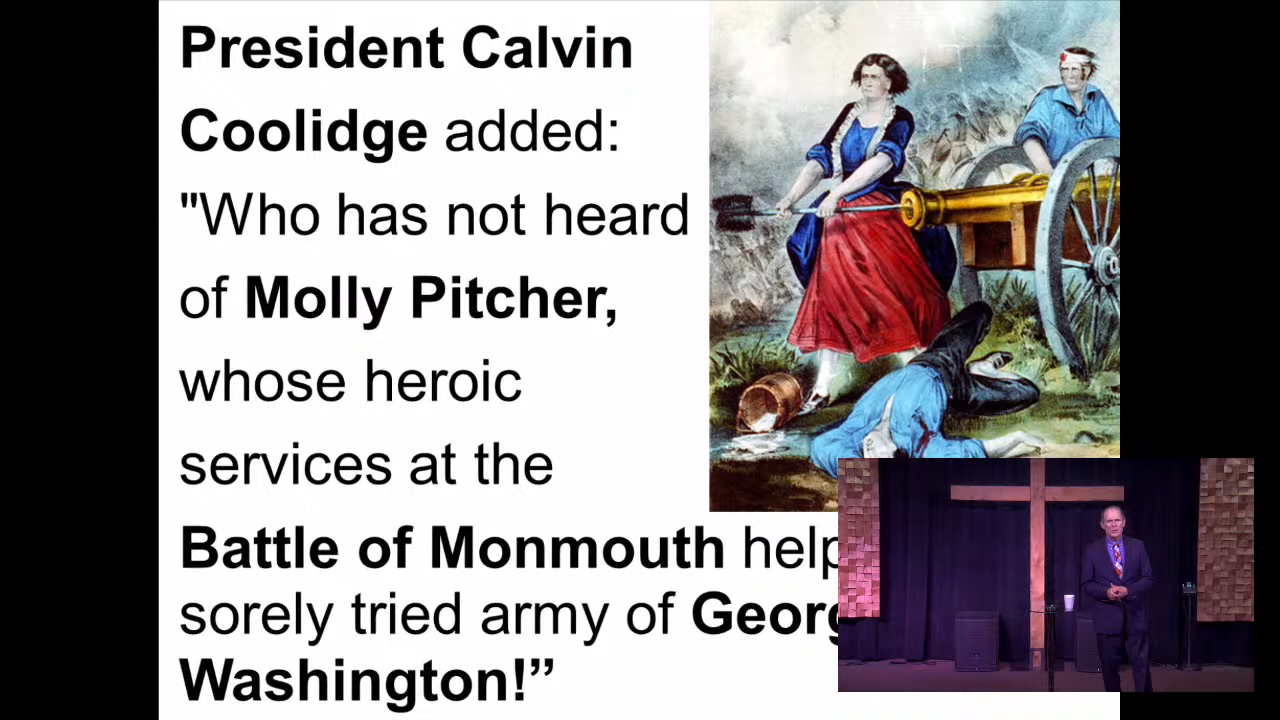 President Calvin
Coolidge added:
"Who has not heard
of Molly Pitcher,
whose heroic
services at the
Battle of Monmouth
sorely tried army of
Washington!”